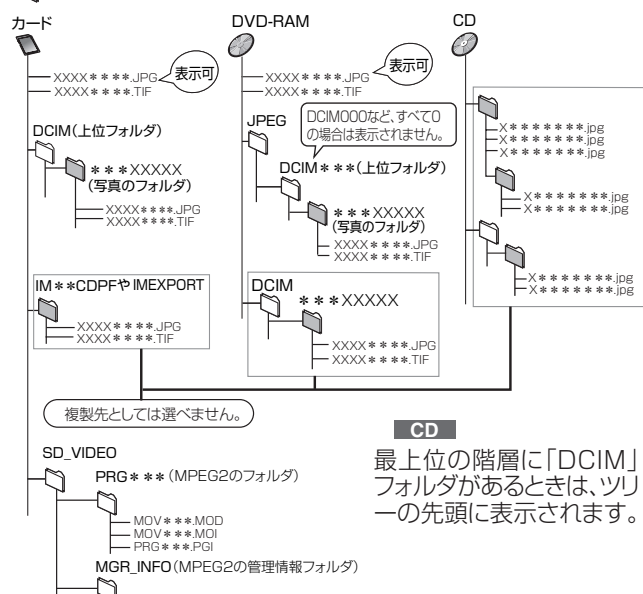 カード
XXXX＊＊＊＊.JPG
XXXX＊＊＊＊.TIF
表示可
DCIM(上位フォルダ)
＊＊＊XXXXX
(写真のフォルダ)
XXXX＊＊＊＊.JPG
XXXX＊＊＊＊.TIF
IM＊＊CDPFやIMEXPORT
XXXX＊＊＊＊.JPG
XXXX＊＊＊＊.TIF
DVD-RAM
XXXX＊＊＊＊.JPG
XXXX＊＊＊＊.TIF
表示可
JPEG
DCIM000など、すべて0
の場合は表示されません。
DCIM＊＊＊(上位フォルダ)
＊＊＊XXXXX
(写真のフォルダ)
XXXX＊＊＊＊.JPG
XXXX＊＊＊＊.TIF
DCIM
＊＊＊XXXXX
XXXX＊＊＊＊.JPG
XXXX＊＊＊＊.TIF
CD
X＊＊＊＊＊＊＊.jpg
X＊＊＊＊＊＊＊.jpg
X＊＊＊＊＊＊＊.jpg
X＊＊＊＊＊＊＊.jpg
X＊＊＊＊＊＊＊.jpg
X＊＊＊＊＊＊＊.jpg
X＊＊＊＊＊＊＊.jpg
複製先としては選べません。
SD_VIDEO
PRG＊＊＊(MPEG2のフォルダ)
MOV＊＊＊.MOD
MOV＊＊＊.MOI
PRG＊＊＊.PGI
MGR_INFO(MPEG2の管理情報フォルダ)
CD
最上位の階層に「DCIM」
フォルダがあるときは、ツリ
ーの先頭に表示されます。